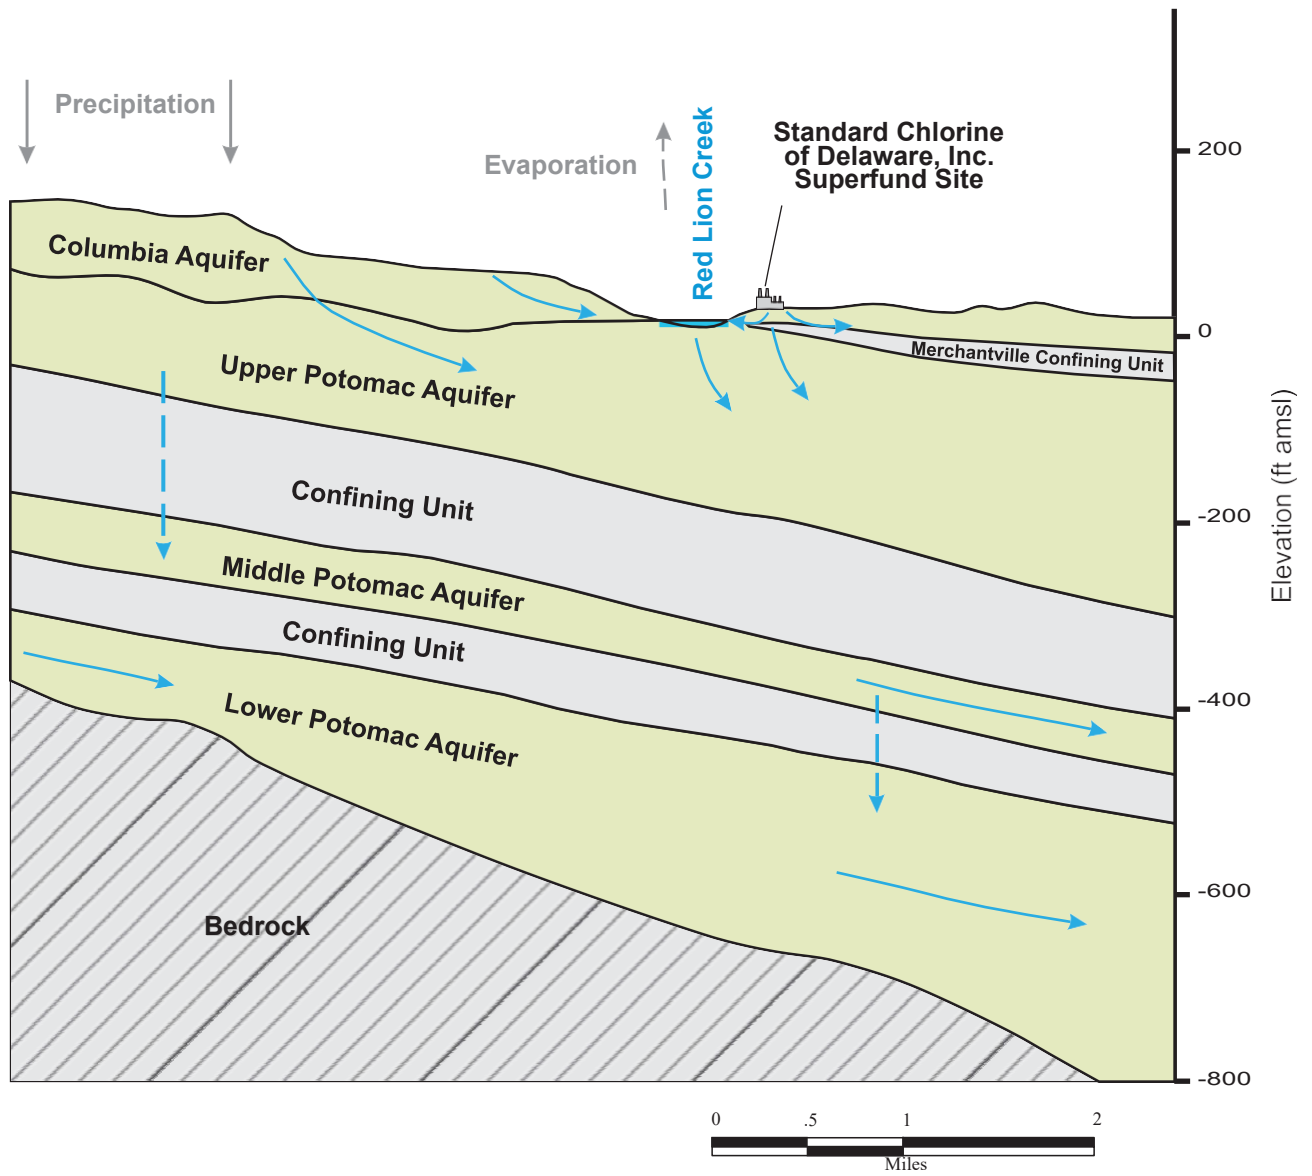 Precipitation
Evaporation
Red Lion Creek
Standard Chlorine
of Delaware, Inc.
Superfund Site
200
Columbia Aquifer
0
Merchantville Confining Unit
Upper Potomac Aquifer
Elevation (ft amsl)
Confining Unit
-200
Middle Potomac Aquifer
Confining Unit
-400
Lower Potomac Aquifer
-600
Bedrock
-800
0 .5 1 2
Miles